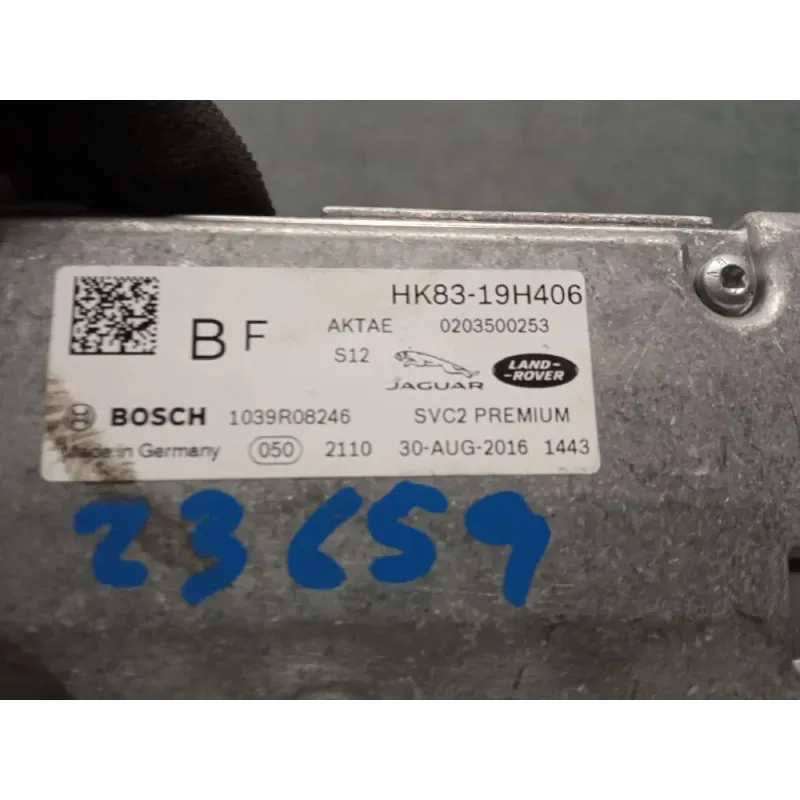 HK83-19H406
B F AKTAE 0203500253
S12 JAGUAR LAND-ROVER
BOSCH 1039R08246 SVC2 PREMIUM
Made in Germany 050 2110 30-AUG-2016 1443
23659